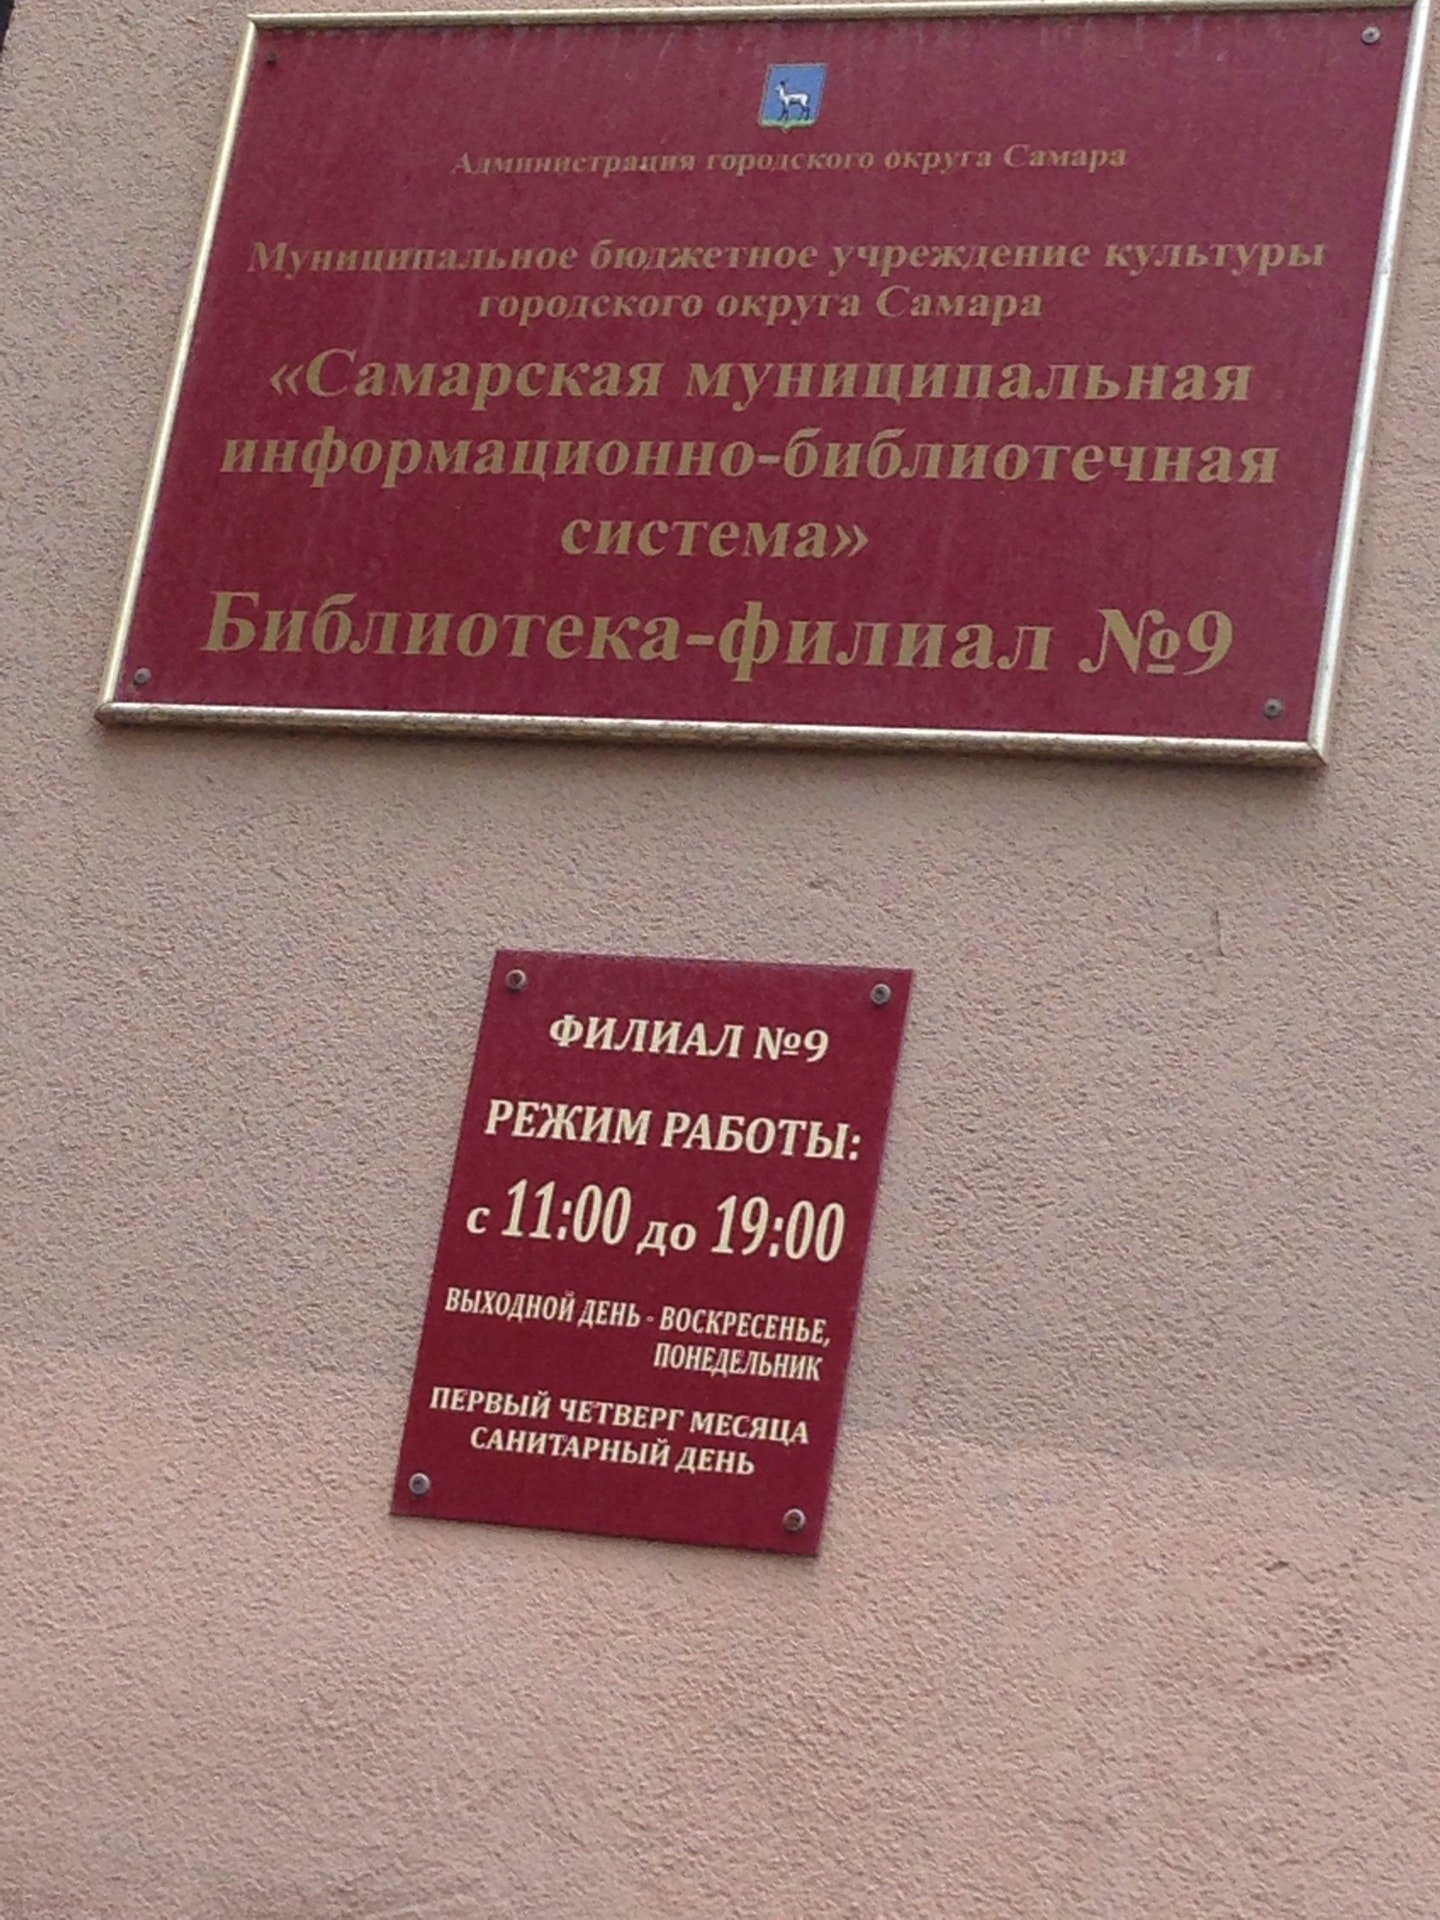 Администрация городского округа Самара
Муниципальное бюджетное учреждение культуры
городского округа Самара
«Самарская муниципальная
информационно-библиотечная
система»
Библиотека-филиал №9
ФИЛИАЛ №9
РЕЖИМ РАБОТЫ:
с 11:00 до 19:00
ВЫХОДНОЙ ДЕНЬ - ВОСКРЕСЕНЬЕ,
ПОНЕДЕЛЬНИК
ПЕРВЫЙ ЧЕТВЕРГ МЕСЯЦА
САНИТАРНЫЙ ДЕНЬ